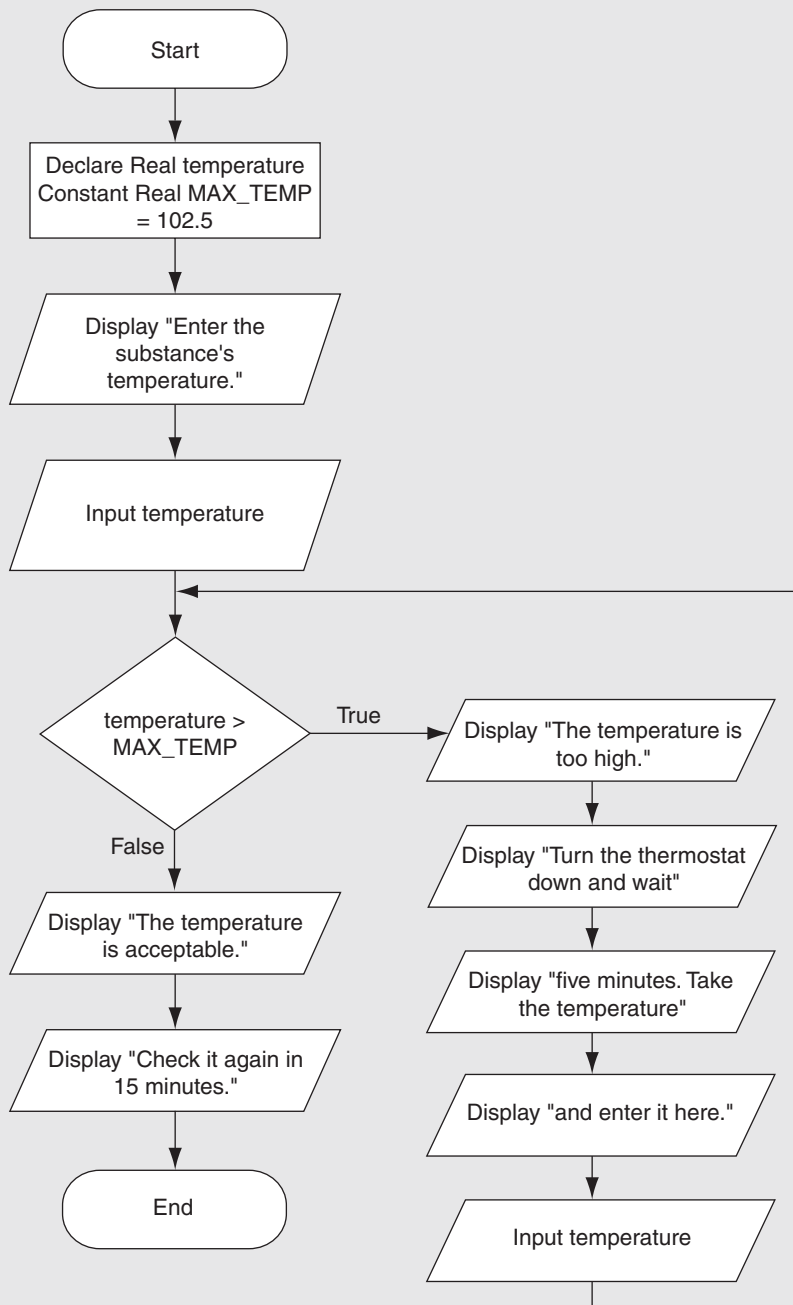 Start
Declare Real temperature
Constant Real MAX_TEMP
= 102.5
Display "Enter the
substance's
temperature."
Input temperature
temperature >
MAX_TEMP
True
False
Display "The temperature is
too high."
Display "Turn the thermostat
down and wait"
Display "five minutes. Take
the temperature"
Display "and enter it here."
Input temperature
Display "The temperature
is acceptable."
Display "Check it again in
15 minutes."
End